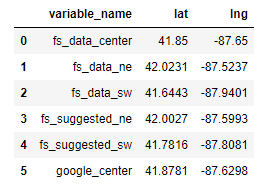 variable_name lat lng
0 fs_data_center 41.85 -87.65
1 fs_data_ne 42.0231 -87.5237
2 fs_data_sw 41.6443 -87.9401
3 fs_suggested_ne 42.0027 -87.5993
4 fs_suggested_sw 41.7816 -87.8081
5 google_center 41.8781 -87.6298